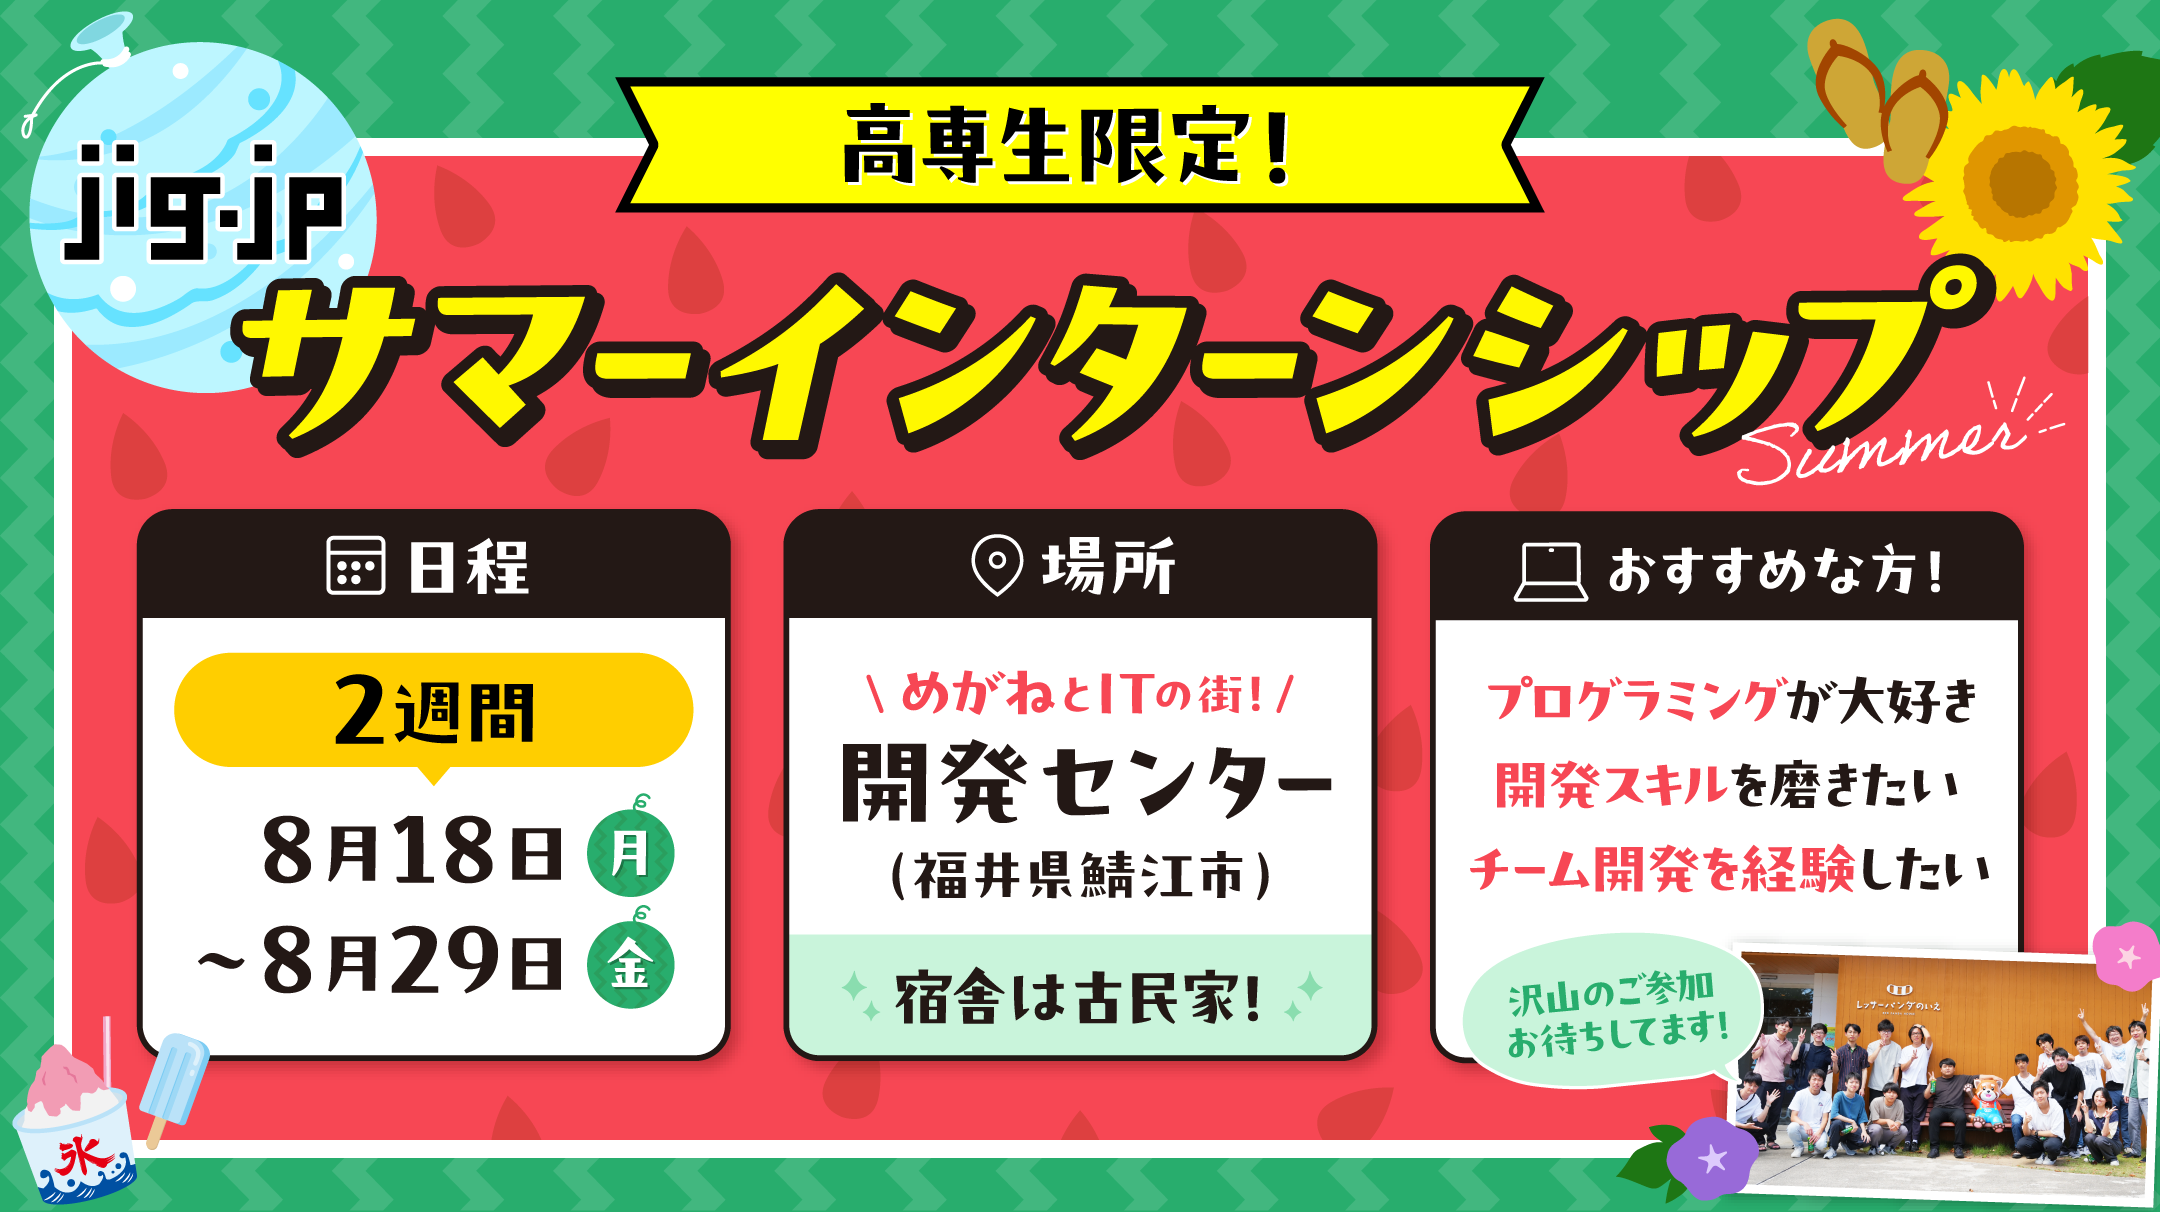 jig.jp
高専生限定!
サマーインターンシップ
Summer
日程
2週間
8月18日 月
~8月29日 金
場所
\ めがねとITの街! /
開発センター
(福井県鯖江市)
宿舎は古民家!
おすすめな方!
プログラミングが大好き
開発スキルを磨きたい
チーム開発を経験したい
沢山のご参加
お待ちしてます!
レッサーパンダのいえ
氷